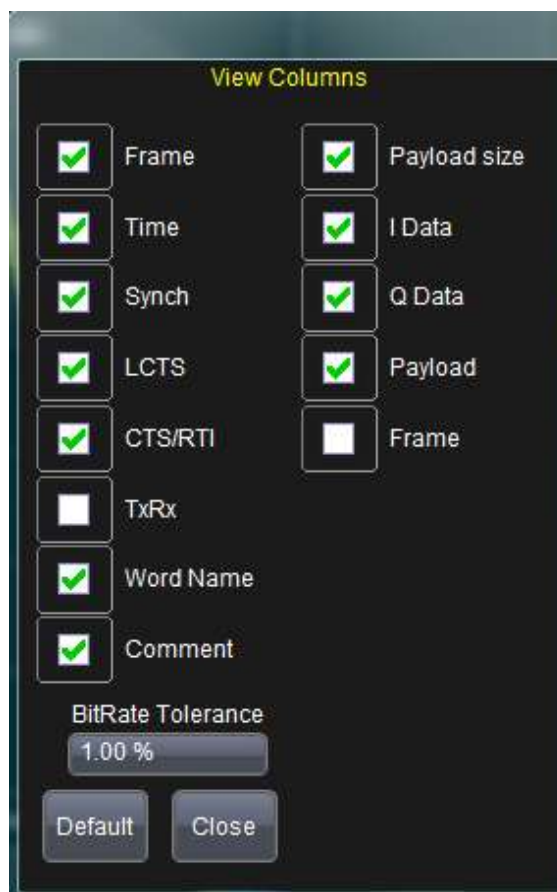 View Columns
Frame
Payload size
Time
I Data
Synch
Q Data
LCTS
Payload
CTS/RTI
Frame
TxRx
Word Name
Comment
BitRate Tolerance
1.00 %
Default
Close